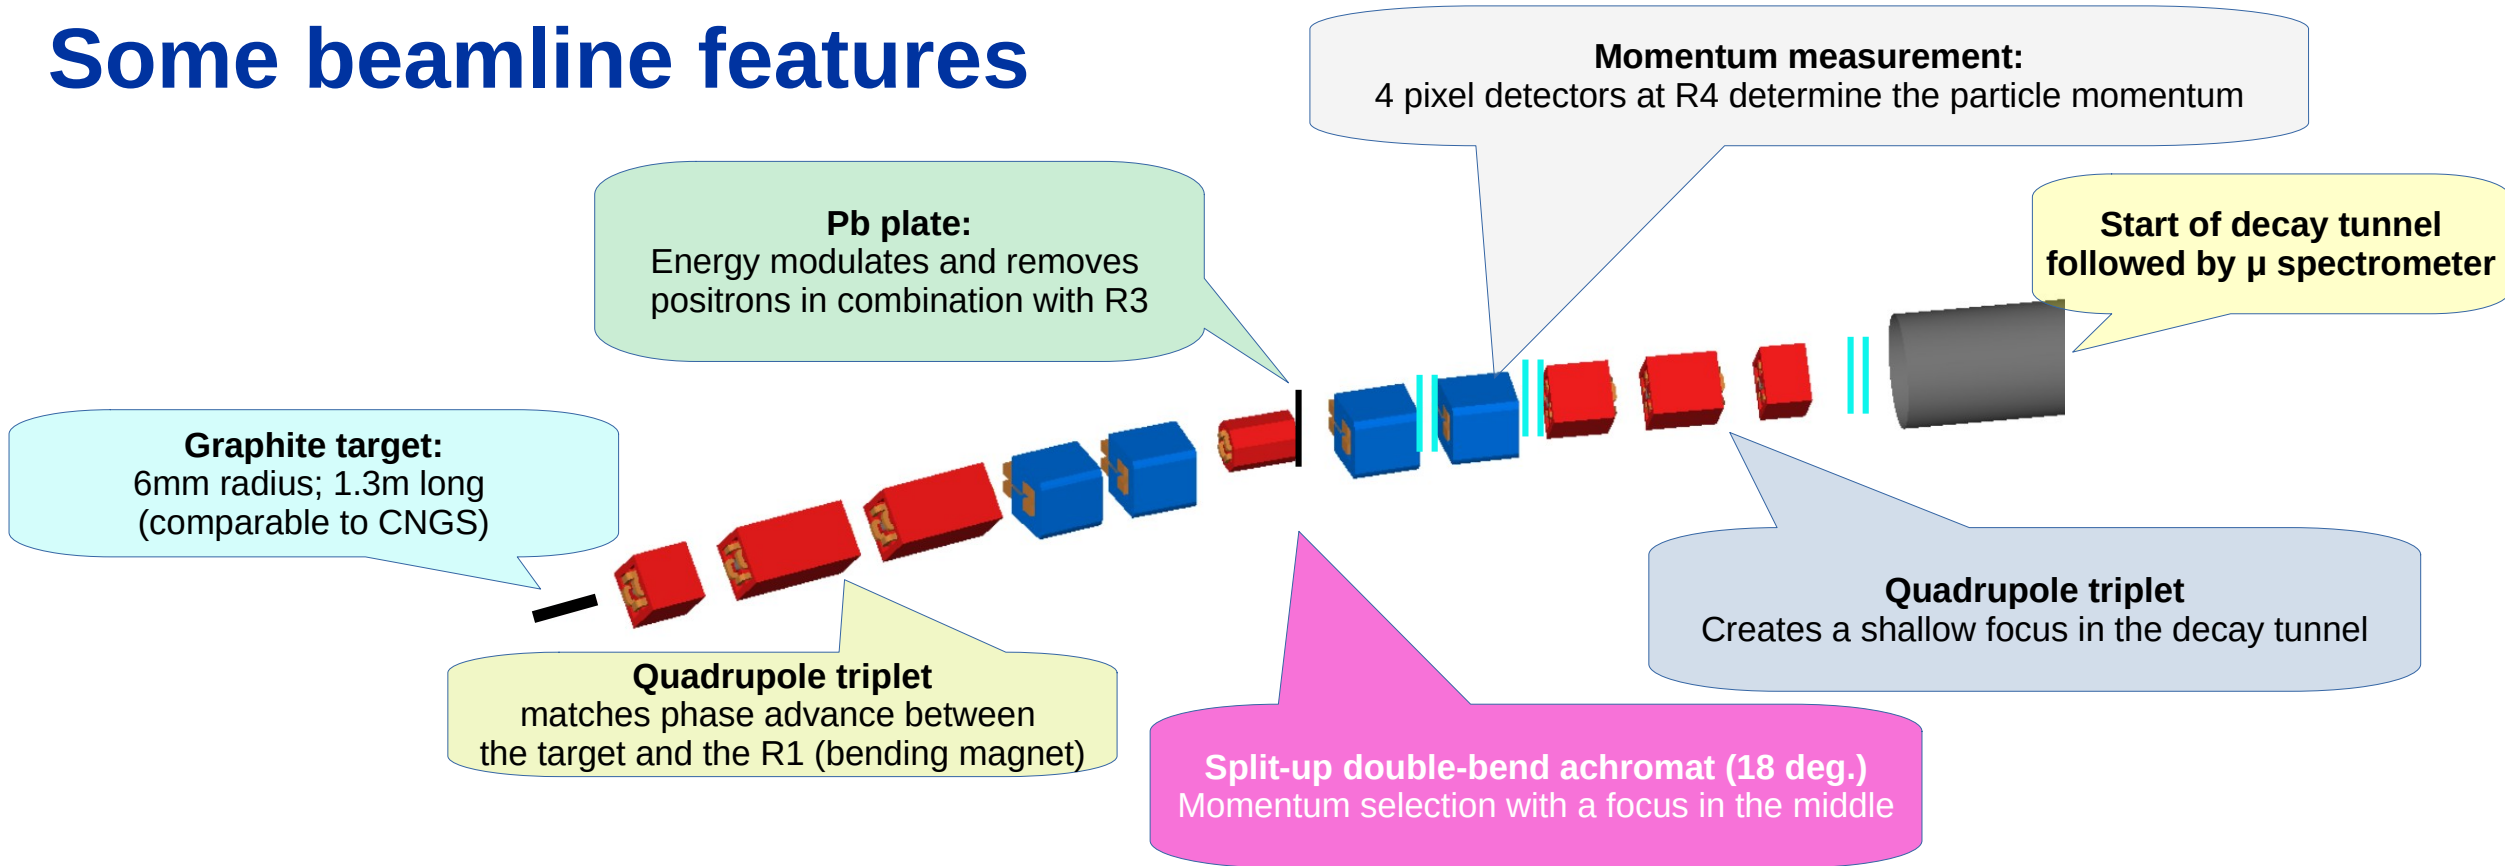 Some beamline features
Momentum measurement:
4 pixel detectors at R4 determine the particle momentum
Pb plate:
Energy modulates and removes
positrons in combination with R3
Start of decay tunnel
followed by µ spectrometer
Graphite target:
6mm radius; 1.3m long
(comparable to CNGS)
Quadrupole triplet
matches phase advance between
the target and the R1 (bending magnet)
Quadrupole triplet
Creates a shallow focus in the decay tunnel
Split-up double-bend achromat (18 deg.)
Momentum selection with a focus in the middle